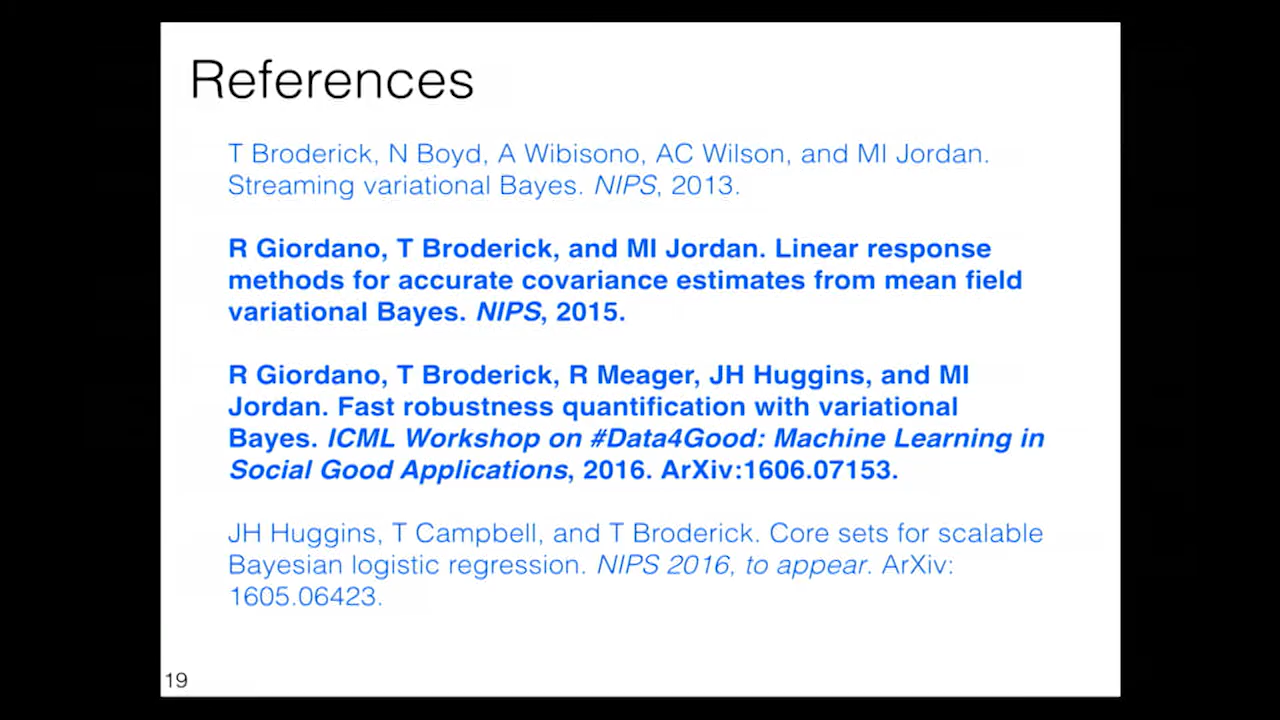 References
T Broderick, N Boyd, A Wibisono, AC Wilson, and MI Jordan.
Streaming variational Bayes. NIPS, 2013.
R Giordano, T Broderick, and MI Jordan. Linear response
methods for accurate covariance estimates from mean field
variational Bayes. NIPS, 2015.
R Giordano, T Broderick, R Meager, JH Huggins, and MI
Jordan. Fast robustness quantification with variational
Bayes. ICML Workshop on #Data4Good: Machine Learning in
Social Good Applications, 2016. ArXiv:1606.07153.
JH Huggins, T Campbell, and T Broderick. Core sets for scalable
Bayesian logistic regression. NIPS 2016, to appear. ArXiv:
1605.06423.
19